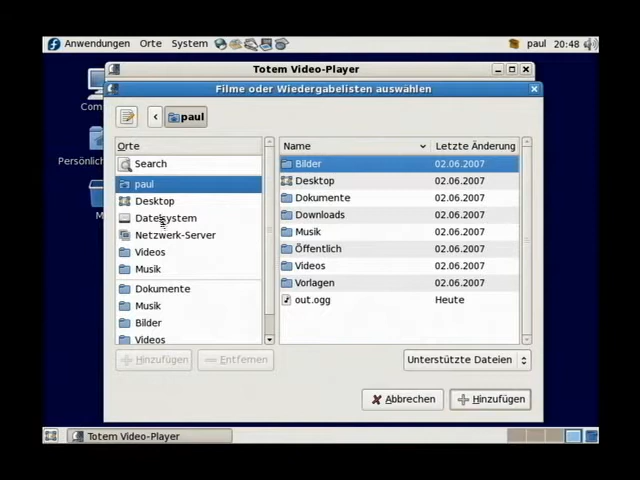 Anwendungen Orte System paul 20:48
Totem Video-Player
Filme oder Wiedergabelisten auswählen
paul
Orte
Search
paul
Desktop
Dateisystem
Netzwerk-Server
Videos
Musik
Dokumente
Musik
Bilder
Videos
Name Letzte Änderung
Bilder 02.06.2007
Desktop 02.06.2007
Dokumente 02.06.2007
Downloads 02.06.2007
Musik 02.06.2007
Öffentlich 02.06.2007
Videos 02.06.2007
Vorlagen 02.06.2007
out.ogg Heute
Hinzufügen Entfernen
Unterstützte Dateien
Abbrechen Hinzufügen
Com
Persönlic
M
Totem Video-Player